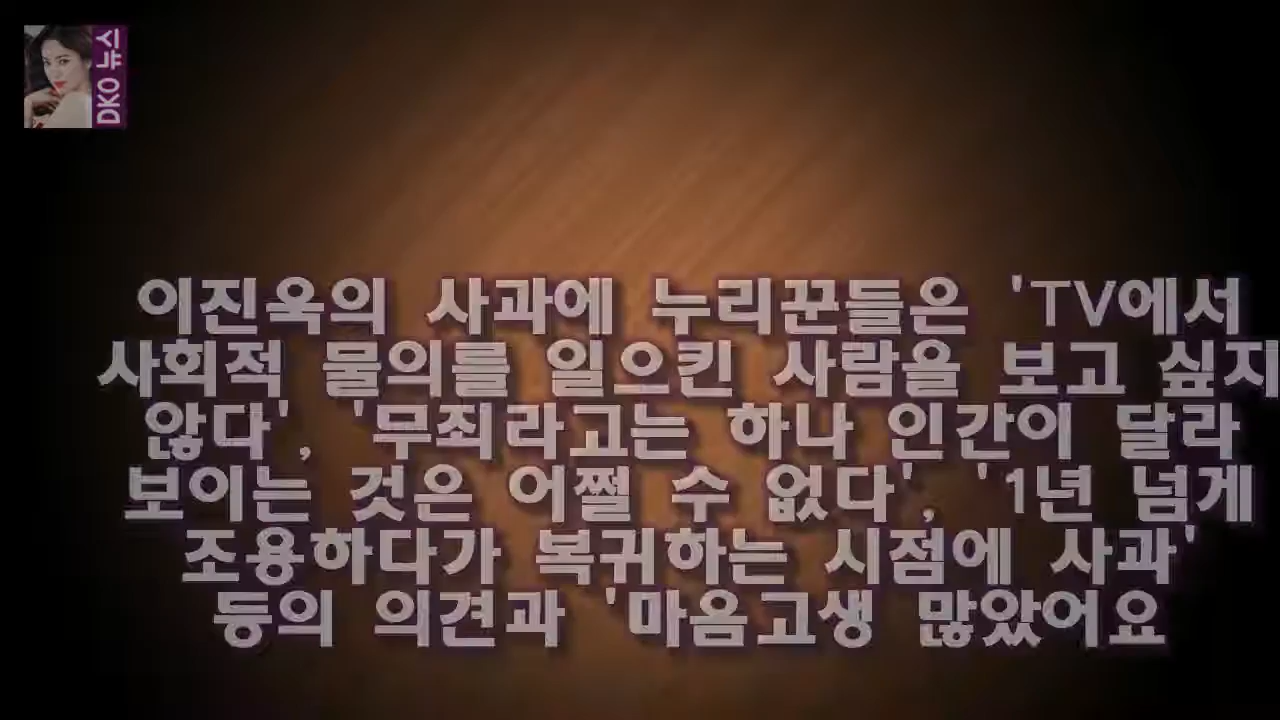 DKO 뉴스
이진욱의 사과에 누리꾼들은 'TV에서
사회적 물의를 일으킨 사람을 보고 싶지
않다', '무죄라고는 하나 인간이 달라
보이는 것은 어쩔 수 없다', '1년 넘게
조용하다가 복귀하는 시점에 사과'
등의 의견과 '마음고생 많았어요